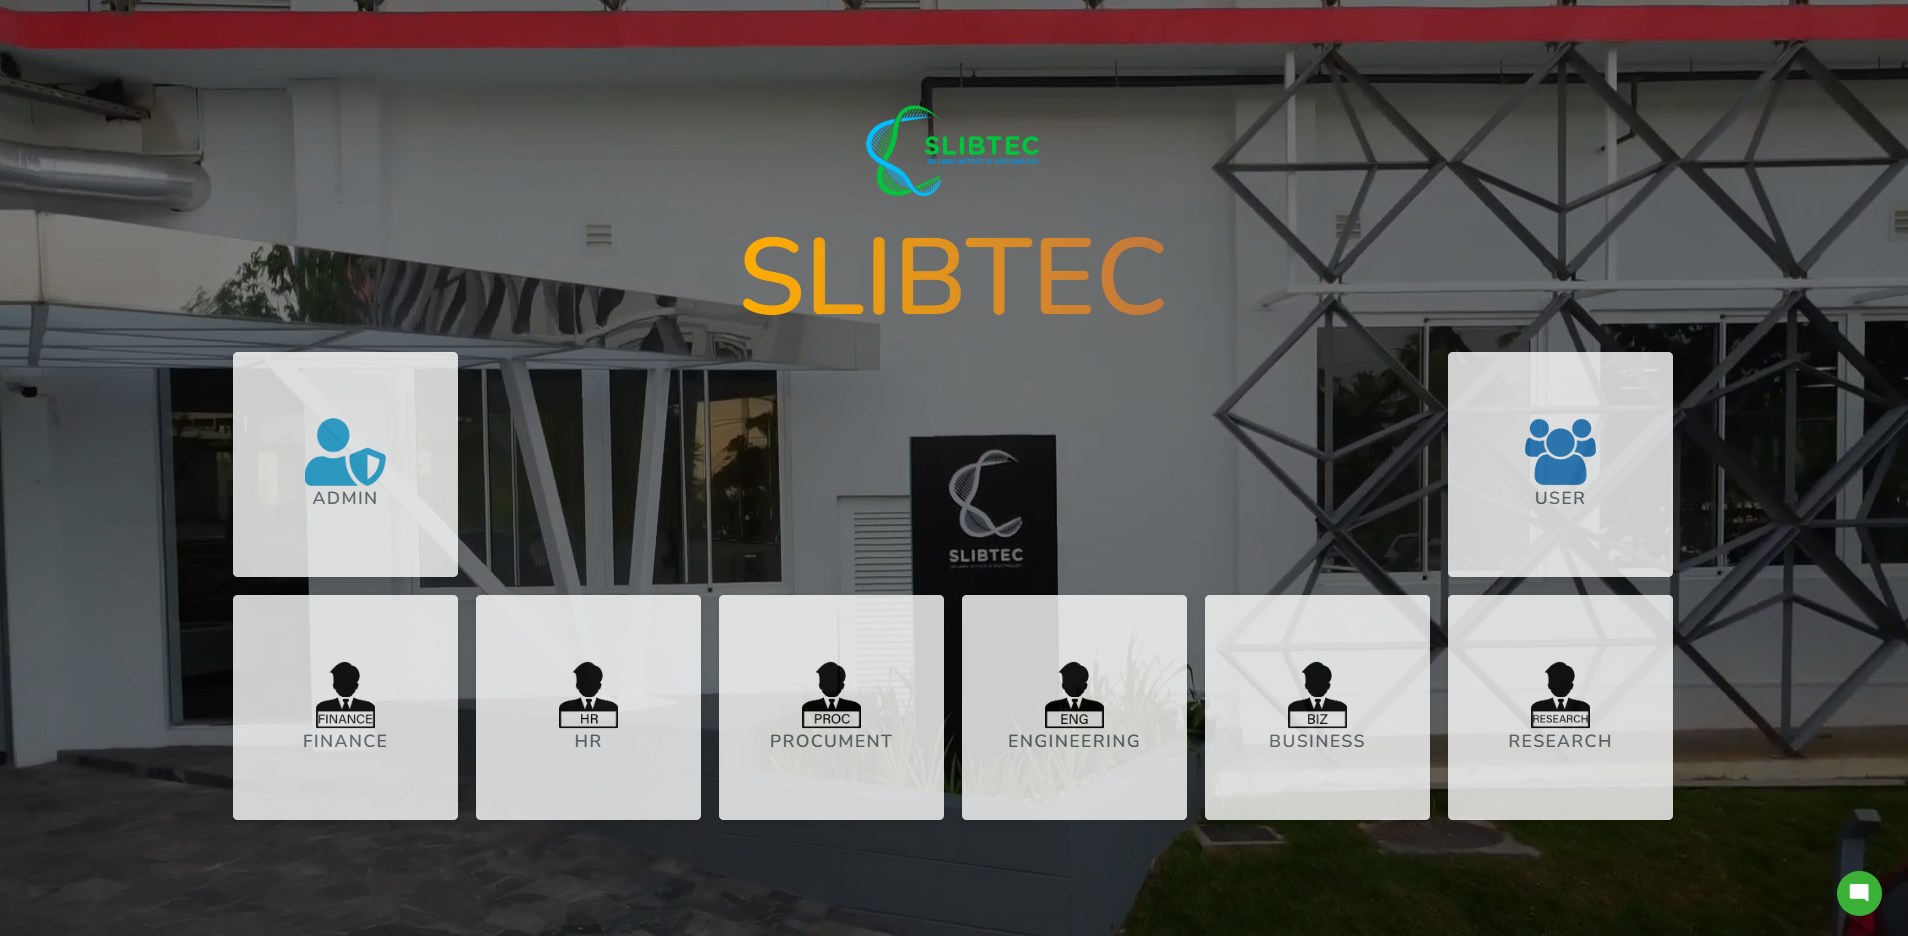 SLIBTEC
SLIBTEC
ADMIN
USER
SLIBTEC
FINANCE
HR
PROC
ENG
BIZ
RESEARCH
FINANCE
HR
PROCUMENT
ENGINEERING
BUSINESS
RESEARCH